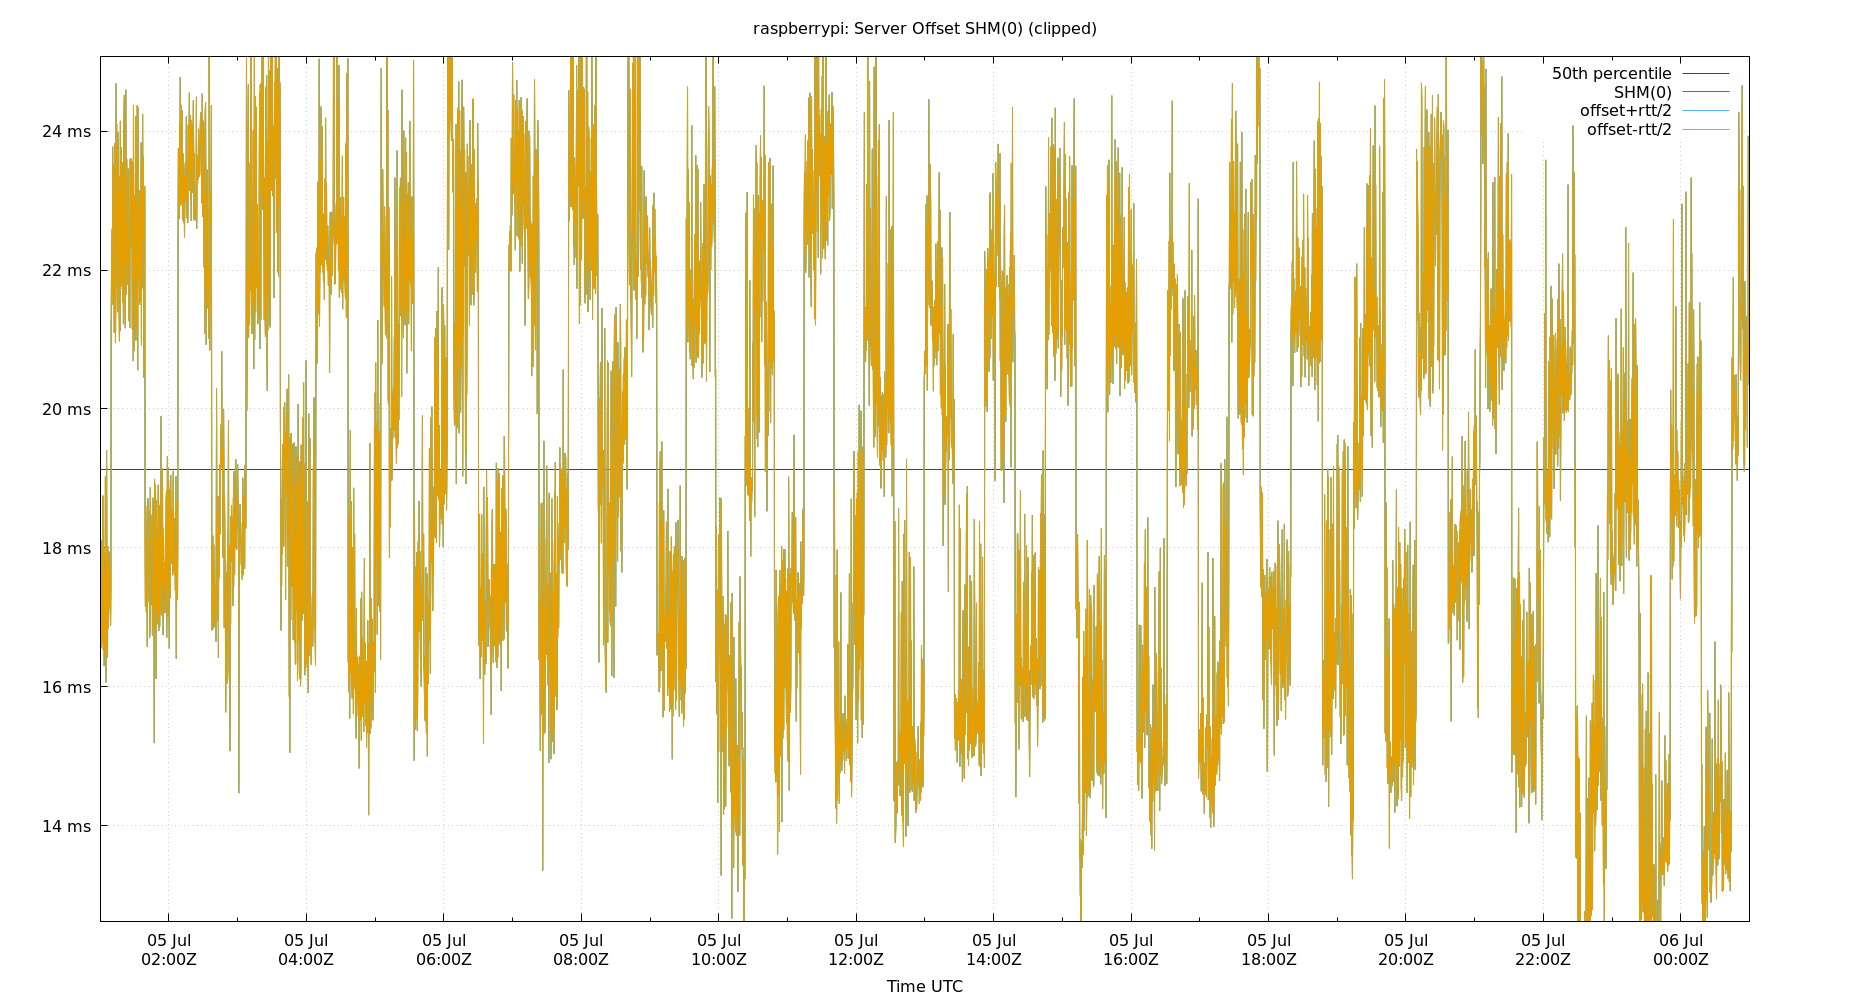 raspberrypi: Server Offset SHM(0) (clipped)
50th percentile
SHM(0)
offset+rtt/2
offset-rtt/2
24 ms
22 ms
20 ms
18 ms
16 ms
14 ms
05 Jul 05 Jul 05 Jul 05 Jul 05 Jul 05 Jul 05 Jul 05 Jul 05 Jul 05 Jul 05 Jul 06 Jul
02:00Z 04:00Z 06:00Z 08:00Z 10:00Z 12:00Z 14:00Z 16:00Z 18:00Z 20:00Z 22:00Z 00:00Z
Time UTC